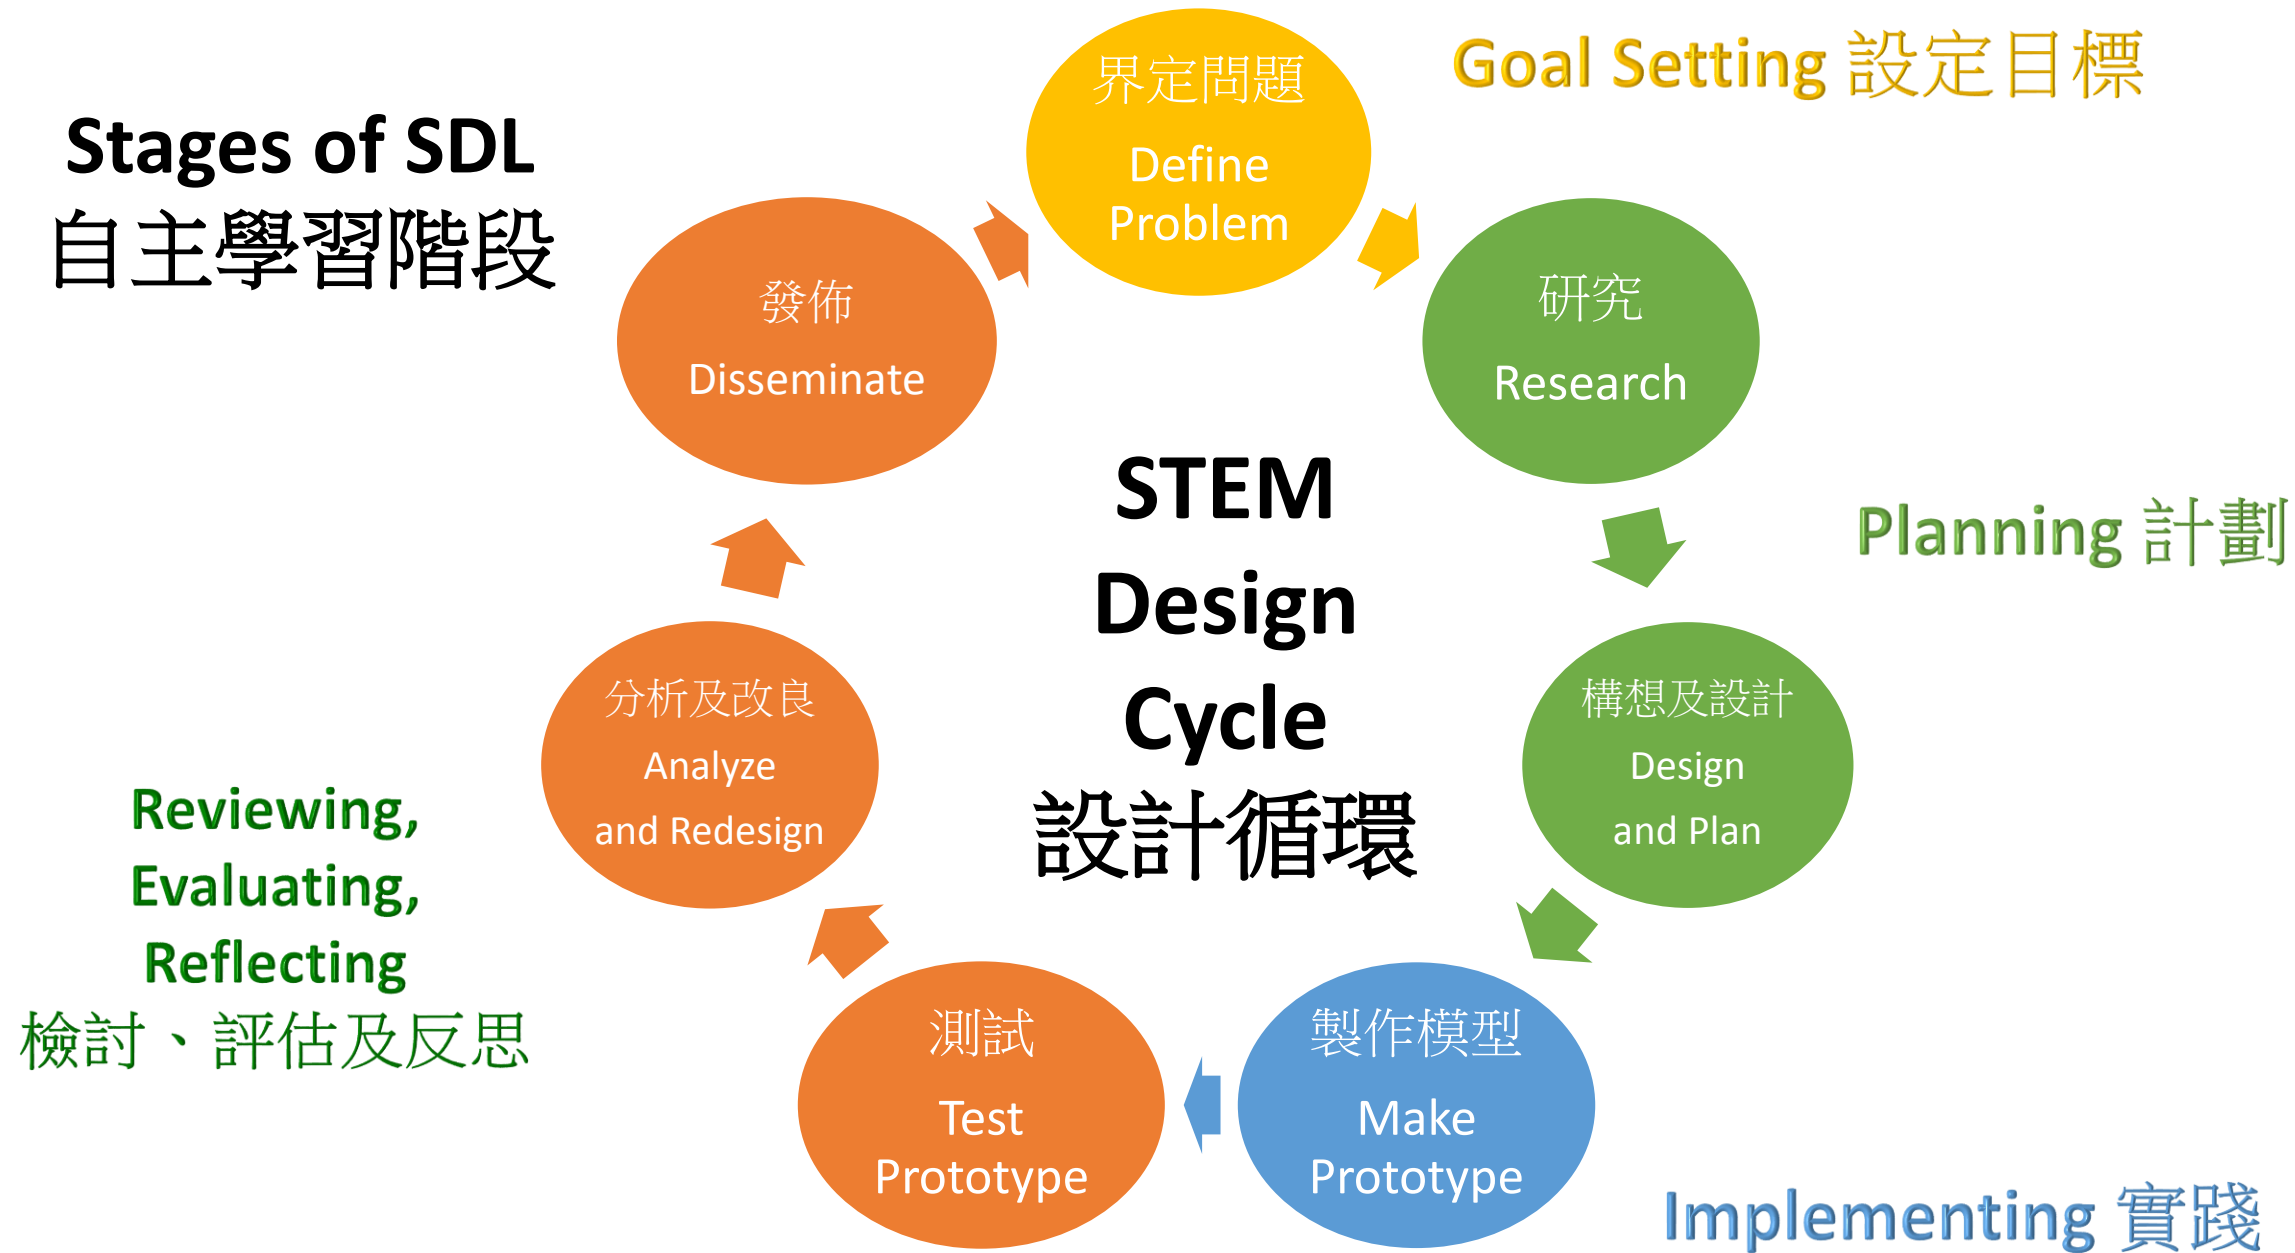 Stages of SDL
自主學習階段
界定問題
Define
Problem
Goal Setting 設定目標
研究
Research
Planning 計劃
構想及設計
Design
and Plan
製作模型
Make
Prototype
Implementing 實踐
測試
Test
Prototype
分析及改良
Analyze
and Redesign
Reviewing,
Evaluating,
Reflecting
檢討、評估及反思
發佈
Disseminate
STEM
Design
Cycle
設計循環